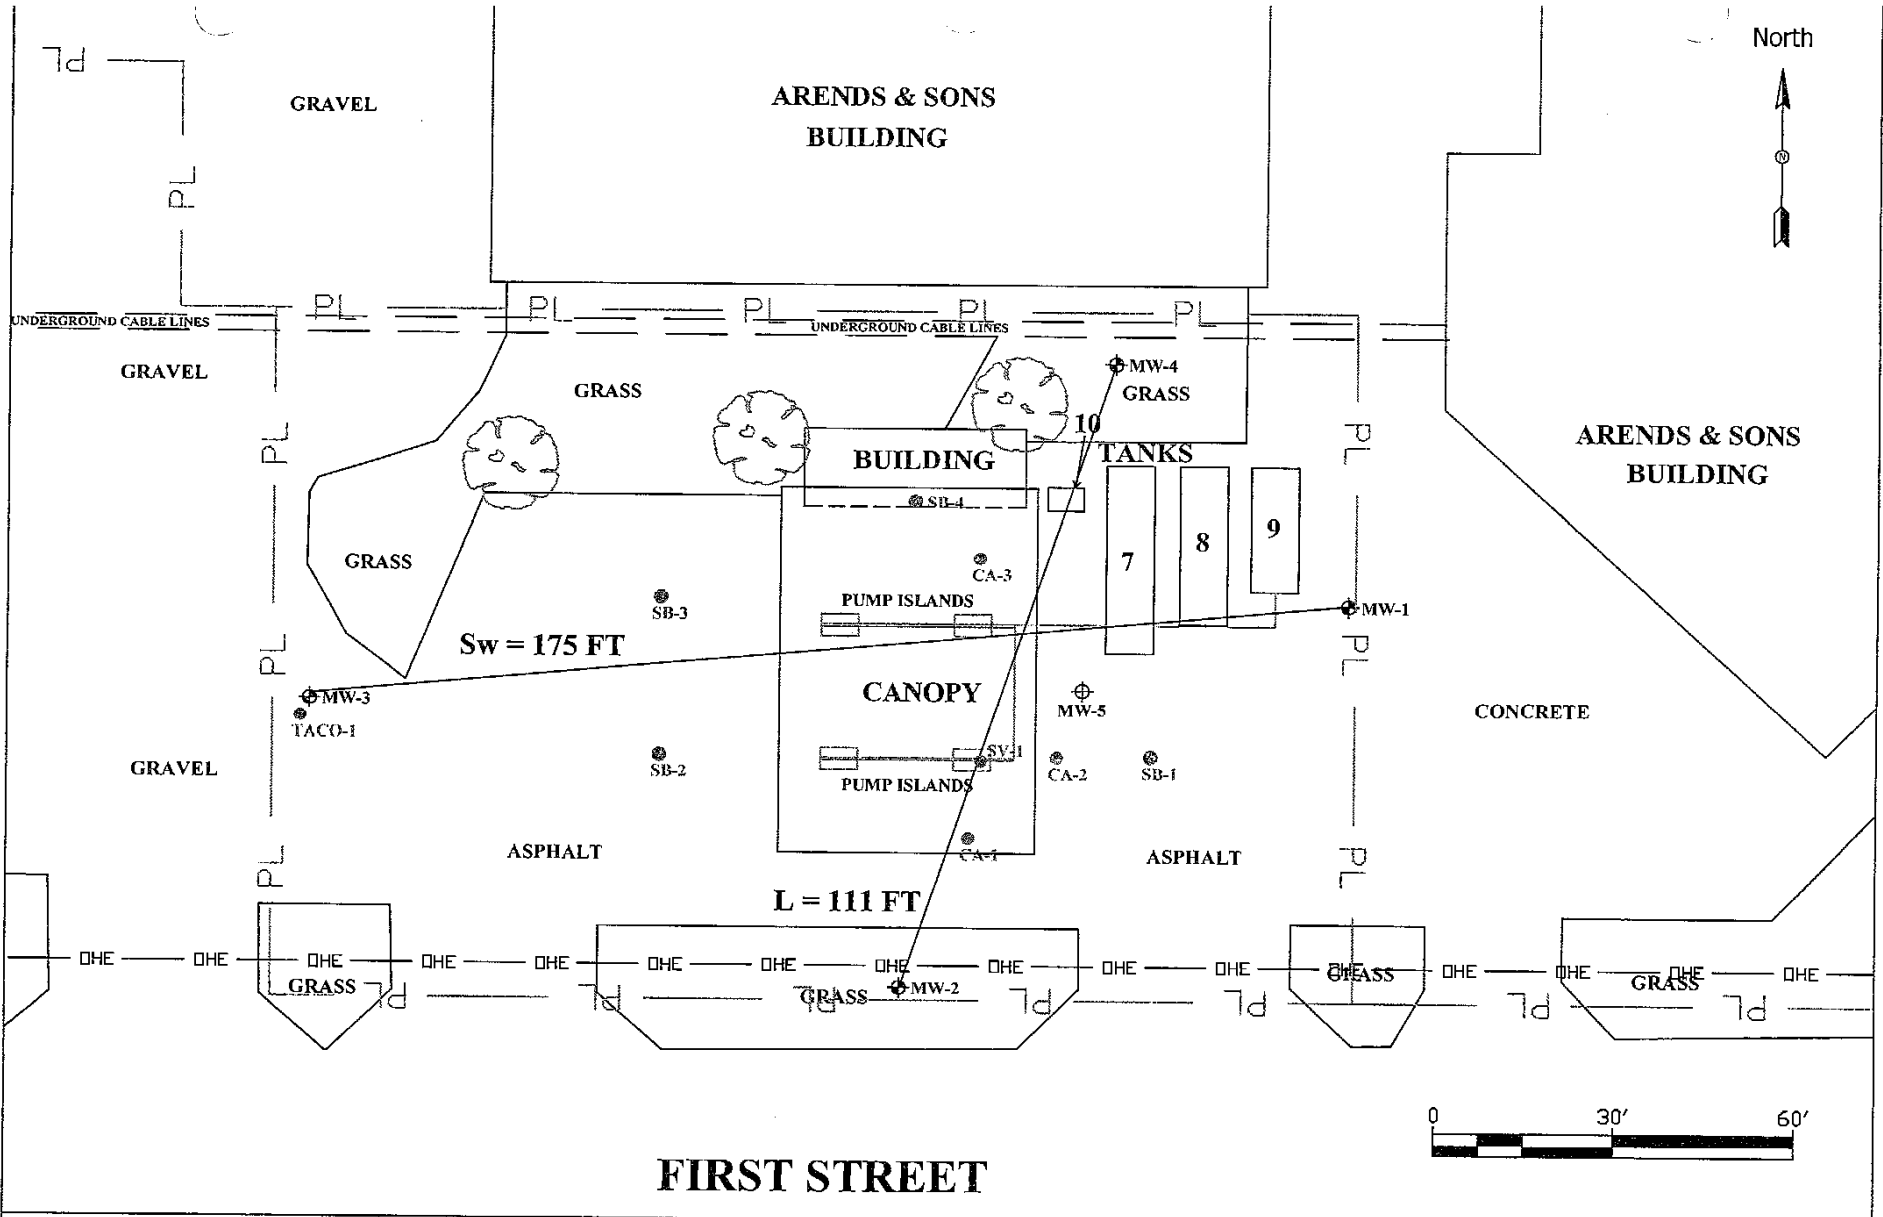 North
PL
GRAVEL
ARENDS & SONS
BUILDING
PL
N
PL PL PL PL PL
UNDERGROUND CABLE LINES
UNDERGROUND CABLE LINES
GRAVEL
GRASS
MW-4
GRASS
10
PL
PL
BUILDING
TANKS
ARENDS & SONS
BUILDING
SB-4
7
8
9
GRASS
CA-3
SB-3
PUMP ISLANDS
MW-1
Sw = 175 FT
PL
PL
MW-3
TACO-1
CANOPY
MW-5
CONCRETE
GRAVEL
SB-2
SV-1
CA-2
SB-1
PUMP ISLANDS
ASPHALT
CA-1
ASPHALT
PL
PL
L = 111 FT
OHE OHE OHE OHE OHE OHE OHE OHE OHE OHE OHE OHE OHE OHE OHE OHE
GRASS
GRASS
MW-2
GRASS
GRASS
PL PL PL PL PL PL PL
0 30' 60'
FIRST STREET